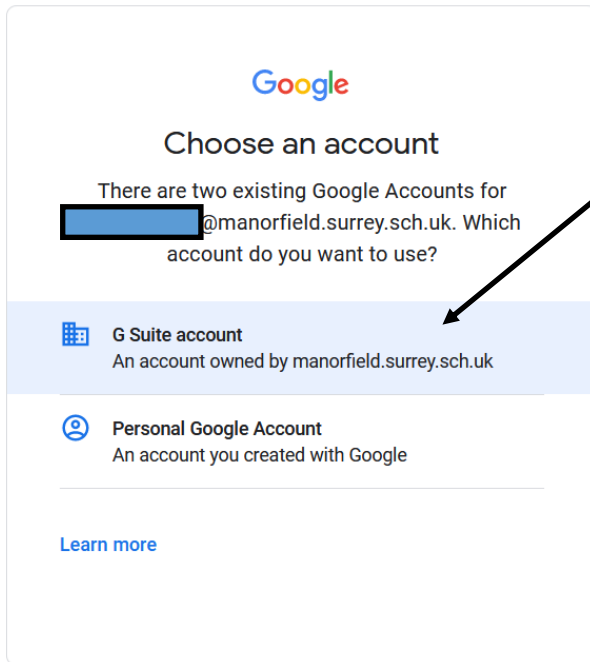 Google
Choose an account
There are two existing Google Accounts for
@manorfield.surrey.sch.uk. Which
account do you want to use?
G Suite account
An account owned by manorfield.surrey.sch.uk
Personal Google Account
An account you created with Google
Learn more